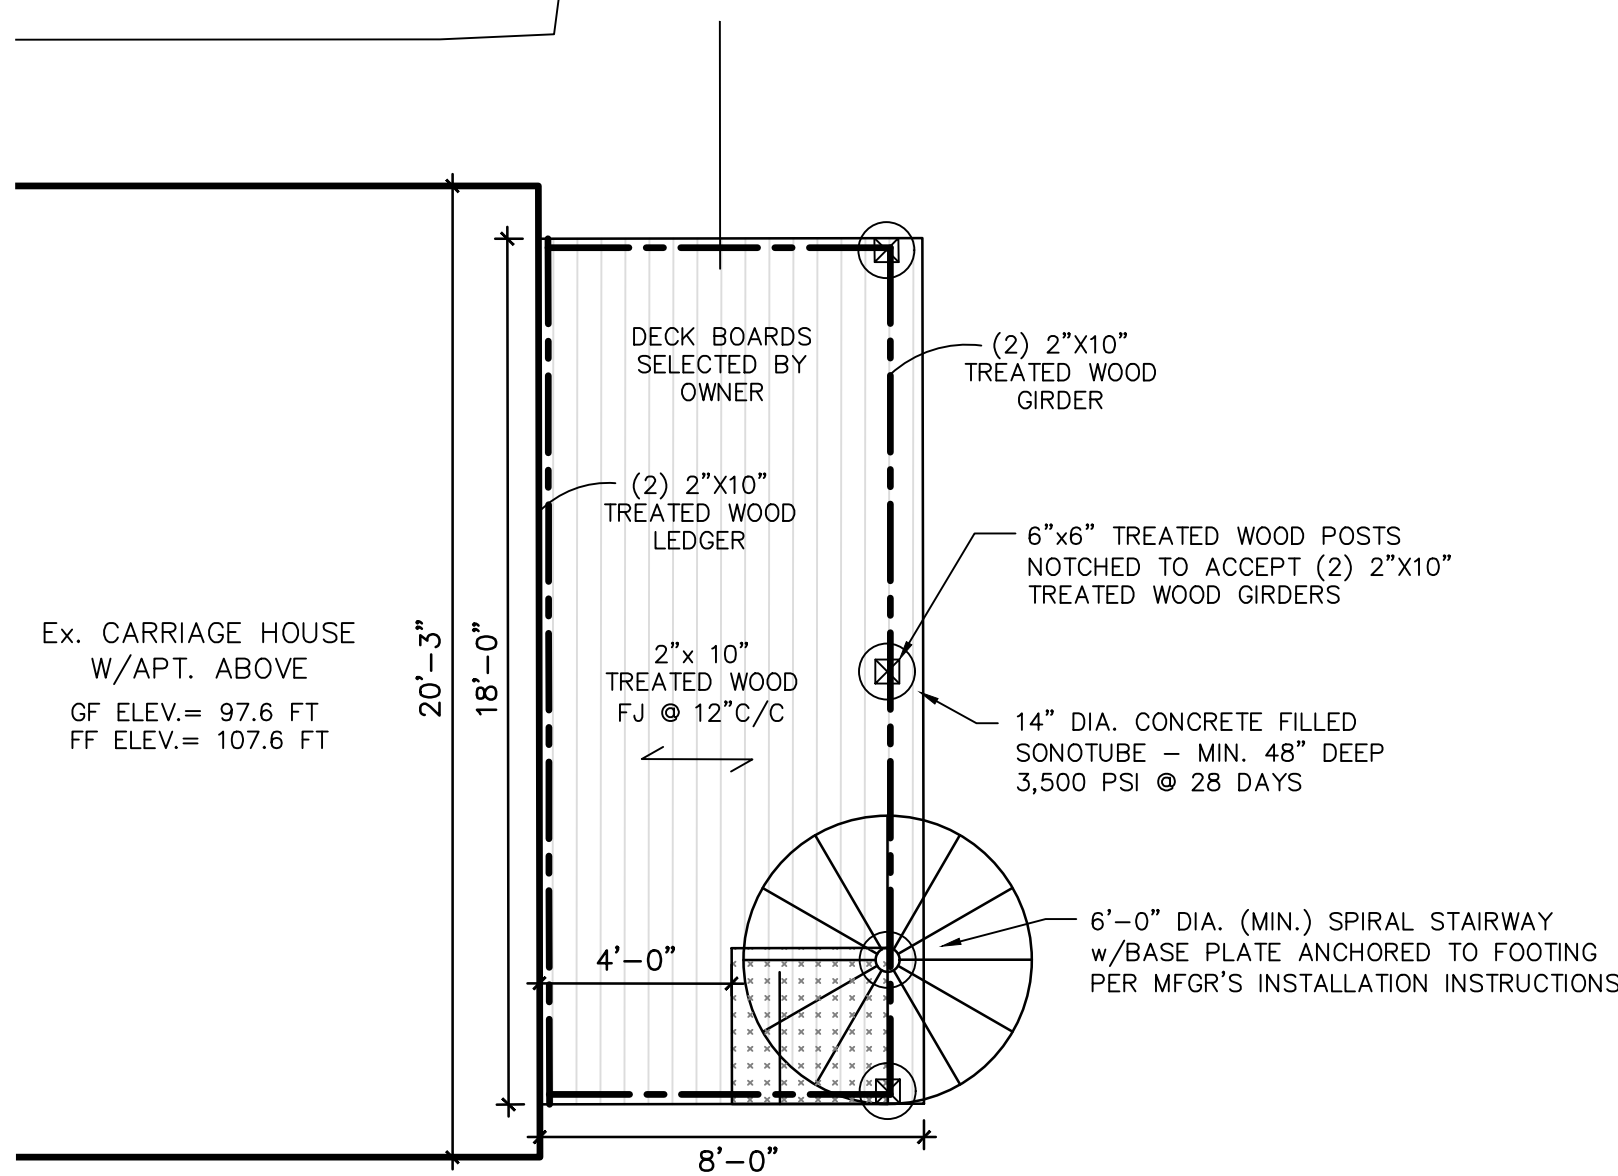 DECK BOARDS
SELECTED BY
OWNER
(2) 2”X10”
TREATED WOOD
GIRDER
(2) 2”X10”
TREATED WOOD
LEDGER
6”x6” TREATED WOOD POSTS
NOTCHED TO ACCEPT (2) 2”X10”
TREATED WOOD GIRDERS
Ex. CARRIAGE HOUSE
W/APT. ABOVE
GF ELEV.= 97.6 FT
FF ELEV.= 107.6 FT
20’-3”
18’-0”
2”x 10”
TREATED WOOD
FJ @ 12”C/C
14” DIA. CONCRETE FILLED
SONOTUBE – MIN. 48” DEEP
3,500 PSI @ 28 DAYS
6’-0” DIA. (MIN.) SPIRAL STAIRWAY
w/BASE PLATE ANCHORED TO FOOTING
PER MFGR’S INSTALLATION INSTRUCTIONS
4’-0”
8’-0”